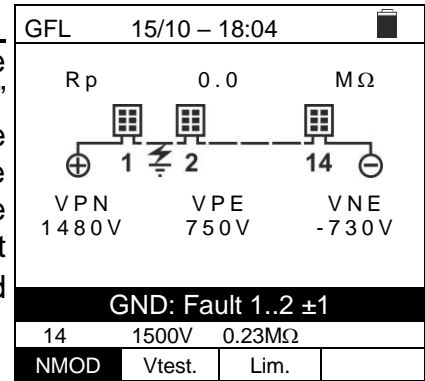 GFL 15/10 – 18:04
Rp 0.0 MΩ
1 2 14
VPN VPE VNE
1480V 750V -730V
GND: Fault 1..2 ±1
14 1500V 0.23MΩ
NMOD Vtest. Lim.